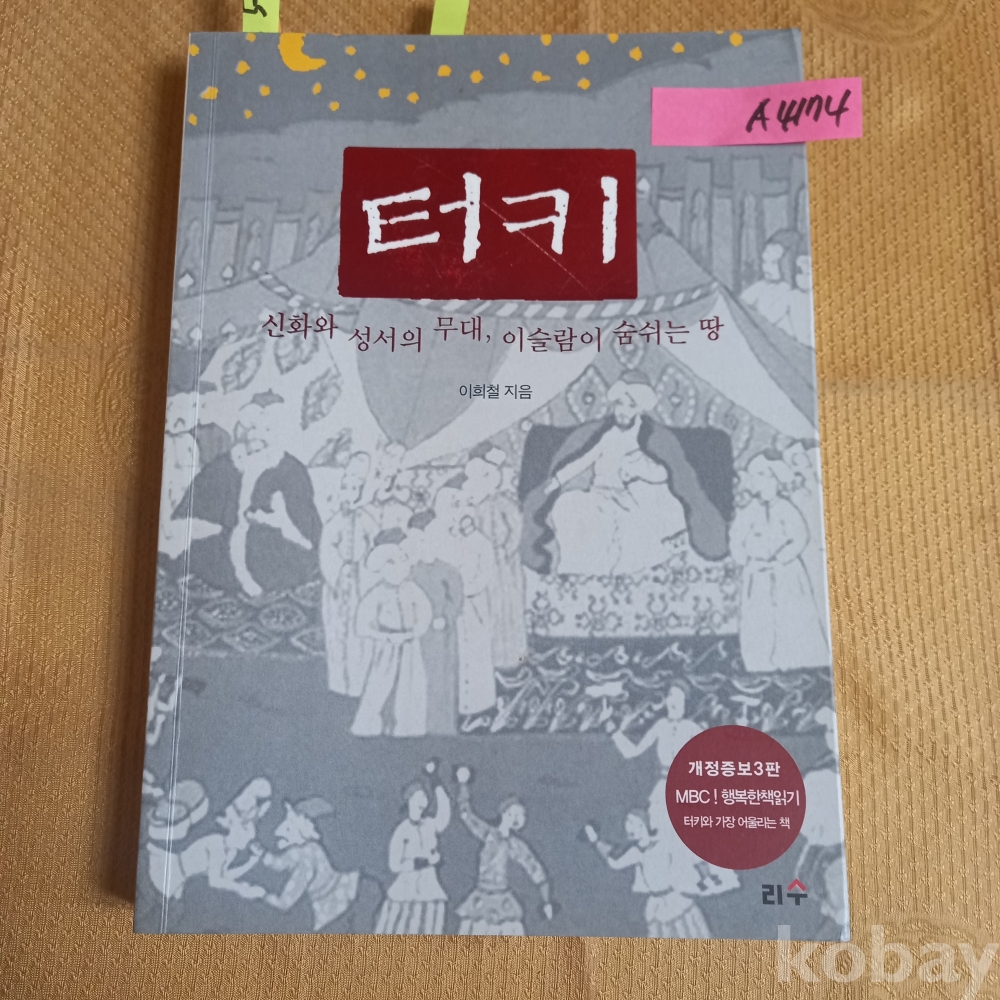 5
A4174
터키
신화와 성서의 무대, 이슬람이 숨쉬는 땅
이희철 지음
개정증보3판
MBC! 행복한책읽기
터키와 가장 어울리는 책
리수
kobay